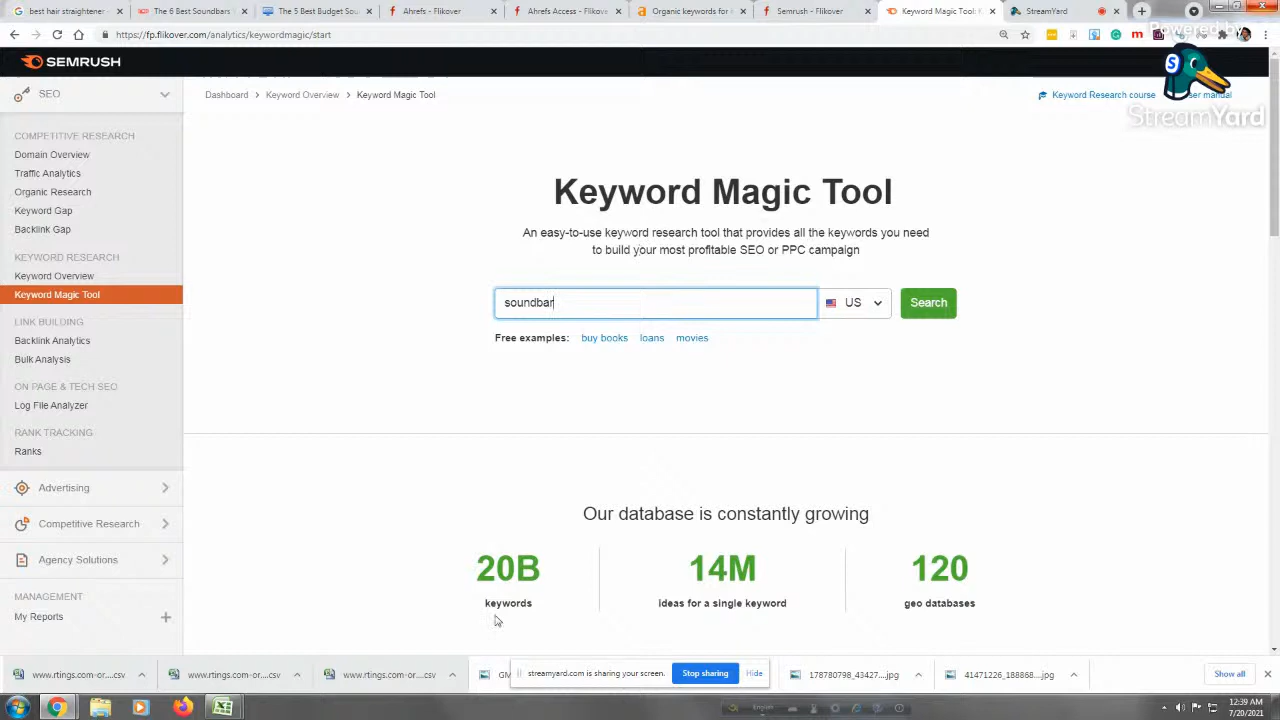 best hair straightener -
The 6 Best Soundbars
The 5 Best Budget Soun
Ahrefs - Flikover
Ahrefs Access - Flikover
Organic keywords for
Semrush - Flikover
Keyword Magic Tool:
StreamYard
https://fp.flikover.com/analytics/keywordmagic/start
Powered by
StreamYard
SEMRUSH
SEO
Dashboard > Keyword Overview > Keyword Magic Tool
Keyword Research course
ser manual
COMPETITIVE RESEARCH
Domain Overview
Traffic Analytics
Organic Research
Keyword Gap
Backlink Gap
KEYWORD RESEARCH
Keyword Overview
Keyword Magic Tool
LINK BUILDING
Backlink Analytics
Bulk Analysis
ON PAGE & TECH SEO
Log File Analyzer
RANK TRACKING
Ranks
Advertising
Competitive Research
Agency Solutions
MANAGEMENT
My Reports
Keyword Magic Tool
An easy-to-use keyword research tool that provides all the keywords you need
to build your most profitable SEO or PPC campaign
soundbar
US
Search
Free examples: buy books loans movies
Our database is constantly growing
20B
keywords
14M
ideas for a single keyword
120
geo databases
www.rtings.com-or....csv
www.rtings.com-or....csv
www.rtings.com-or....csv
streamyard.com is sharing your screen.
Stop sharing
Hide
178780798_43427....jpg
41471226_188868....jpg
Show all
English
12:39 AM
7/20/2021